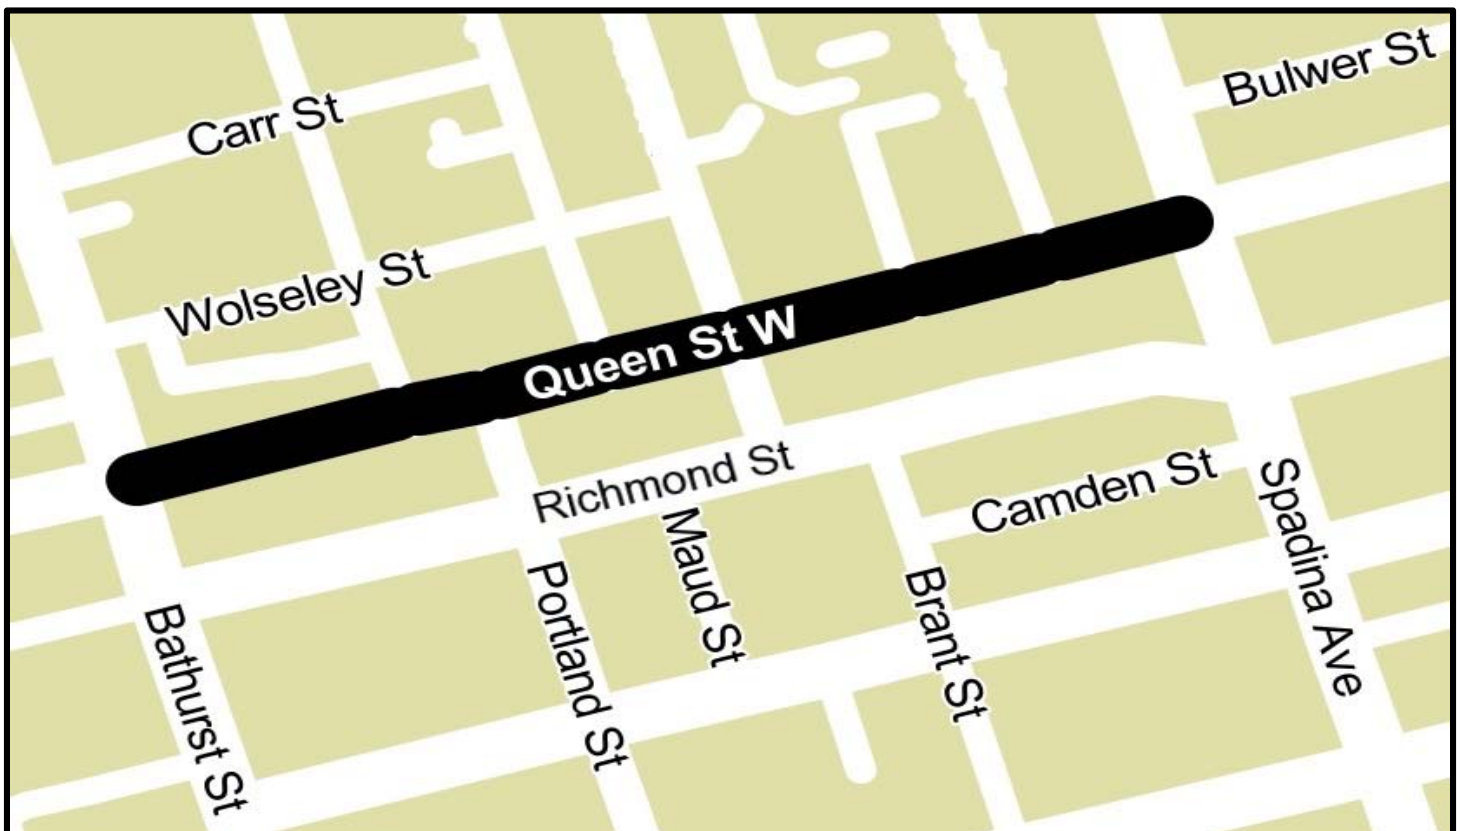 Bulwer St
Carr St
Wolseley St
Queen St W
Richmond St
Camden St
Spadina Ave
Maud St
Portland St
Brant St
Bathurst St